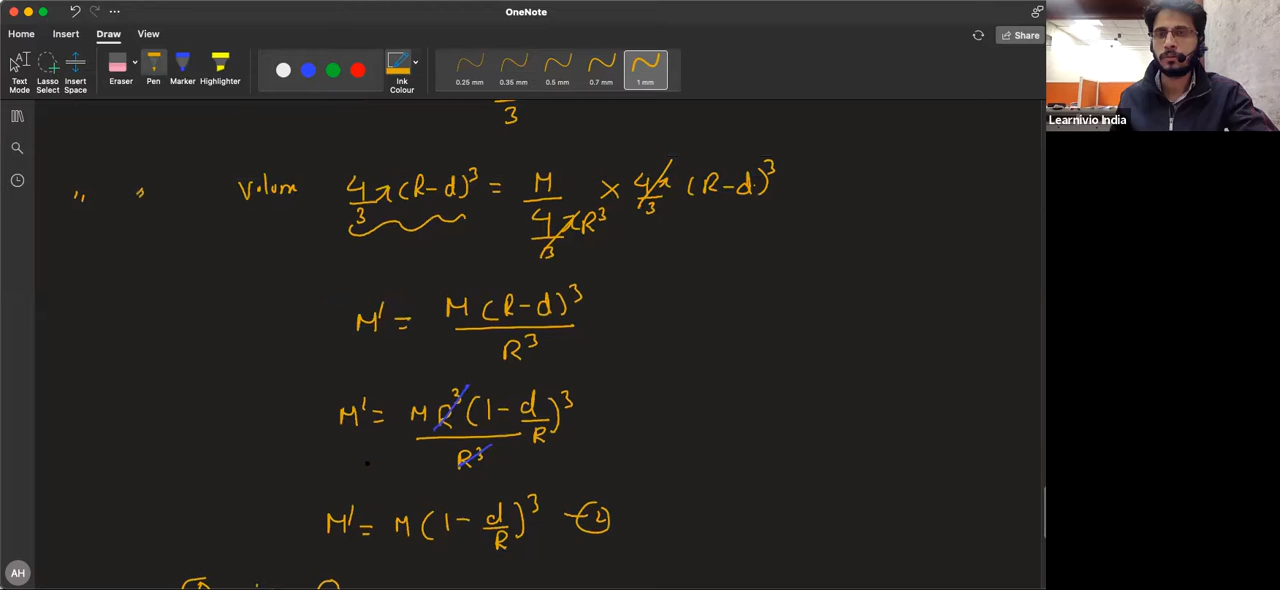 OneNote
Home Insert Draw View
Share
Text Mode
Lasso Select
Insert Space
Eraser
Pen
Marker
Highlighter
Ink Colour
0.25 mm
0.35 mm
0.5 mm
0.7 mm
1 mm
Learnivio India
3
,, ,, Volum 4/3 π(R-d)³ = M/(4/3 πR³) × 4π/3 (R-d)³
M' = M(R-d)³/R³
M' = MR³(1-d/R)³/R³
M' = M(1-d/R)³ -②
AH